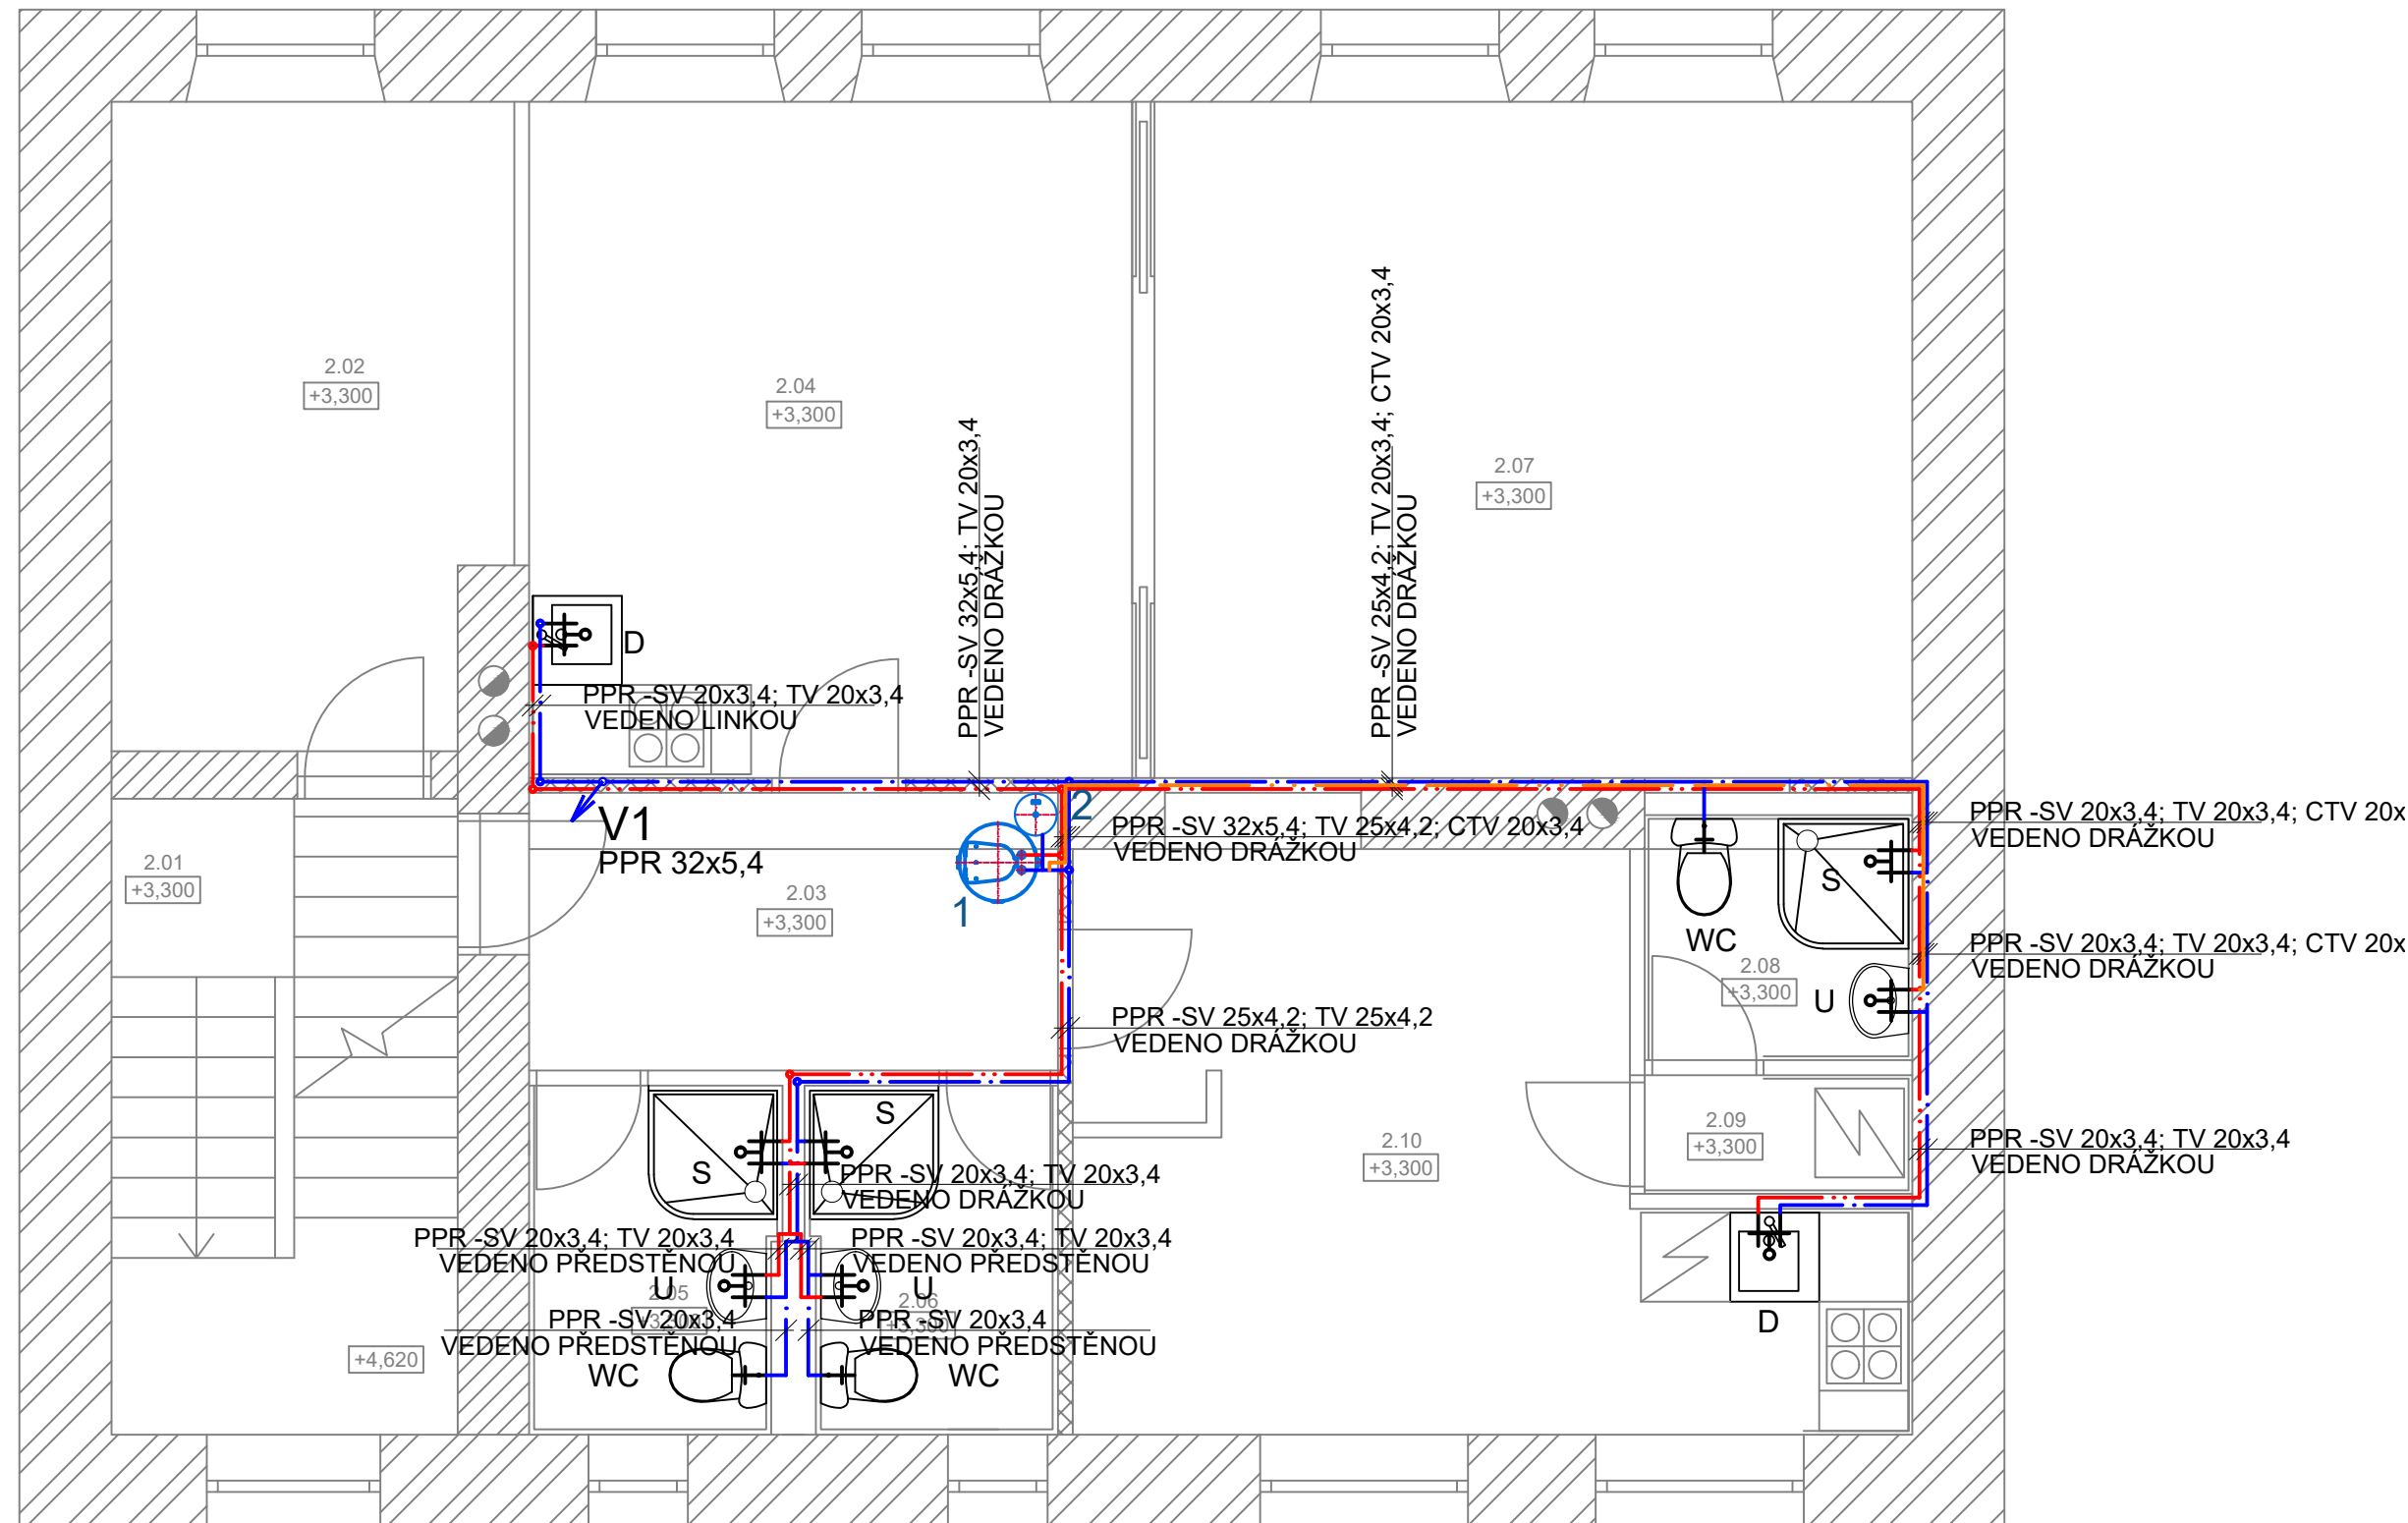 2.02
+3,300
2.04
+3,300
2.07
+3,300
PPR -SV 32x5,4; TV 20x3,4
VEDENO DRÁŽKOU
PPR -SV 25x4,2; TV 20x3,4; CTV 20x3,4
VEDENO DRÁŽKOU
D
PPR -SV 20x3,4; TV 20x3,4
VEDENO LINKOU
V1
PPR 32x5,4
2
1
PPR -SV 32x5,4; TV 25x4,2; CTV 20x3,4
VEDENO DRÁŽKOU
PPR -SV 20x3,4; TV 20x3,4; CTV 20x
VEDENO DRÁŽKOU
2.01
+3,300
2.03
+3,300
S
WC
PPR -SV 20x3,4; TV 20x3,4; CTV 20x
VEDENO DRÁŽKOU
2.08
+3,300
U
PPR -SV 25x4,2; TV 25x4,2
VEDENO DRÁŽKOU
S
S
2.09
+3,300
2.10
+3,300
PPR -SV 20x3,4; TV 20x3,4
VEDENO DRÁŽKOU
PPR -SV 20x3,4; TV 20x3,4
VEDENO DRÁŽKOU
PPR -SV 20x3,4; TV 20x3,4
VEDENO PŘEDSTĚNOU
PPR -SV 20x3,4; TV 20x3,4
VEDENO PŘEDSTĚNOU
U
2.05
+3,300
U
2.06
+3,300
PPR -SV 20x3,4
VEDENO PŘEDSTĚNOU
PPR -SV 20x3,4
VEDENO PŘEDSTĚNOU
D
+4,620
WC
WC